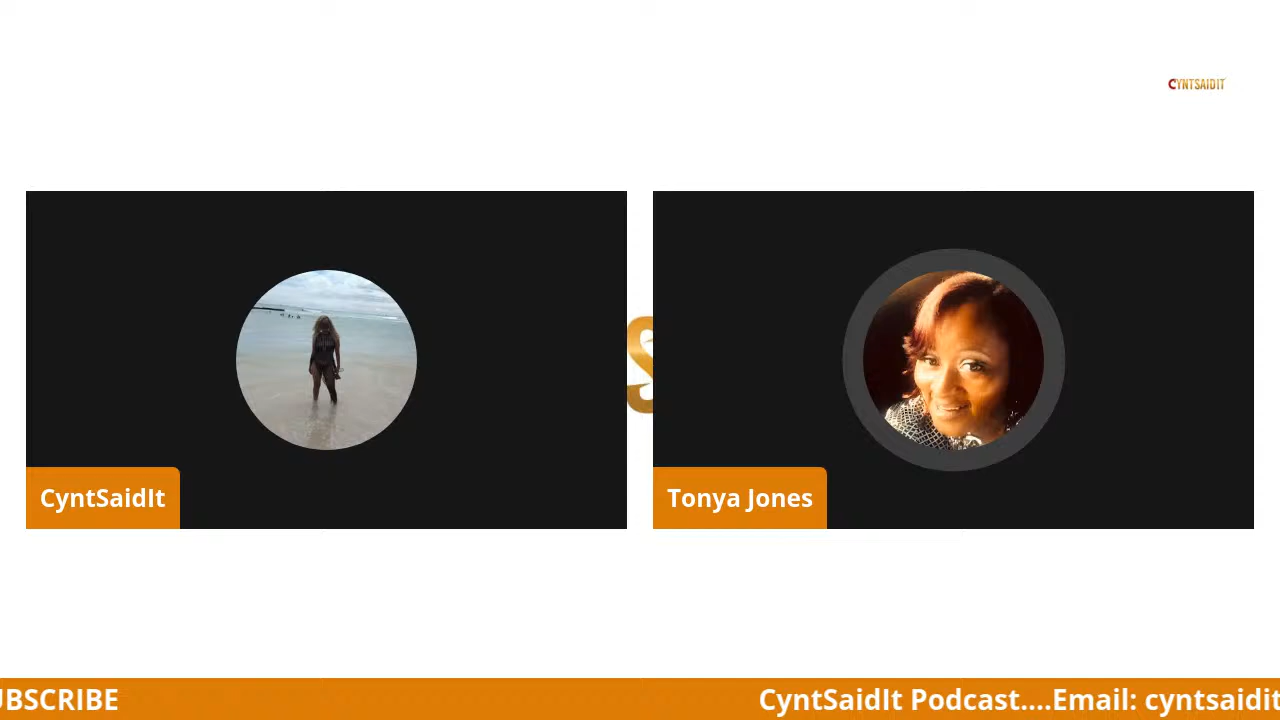 CYNTSAIDIT
S
CyntSaidIt
Tonya Jones
UBSCRIBE
CyntSaidIt Podcast....Email: cyntsaidit